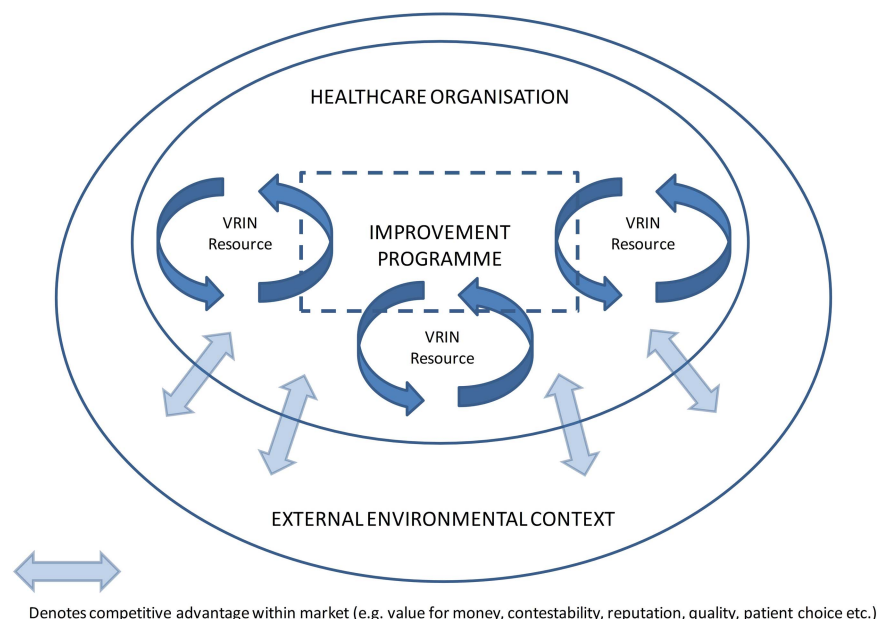 HEALTHCARE ORGANISATION
VRIN
Resource
IMPROVEMENT
PROGRAMME
VRIN
Resource
VRIN
Resource
EXTERNAL ENVIRONMENTAL CONTEXT
Denotes competitive advantage within market (e.g. value for money, contestability, reputation, quality, patient choice etc.)